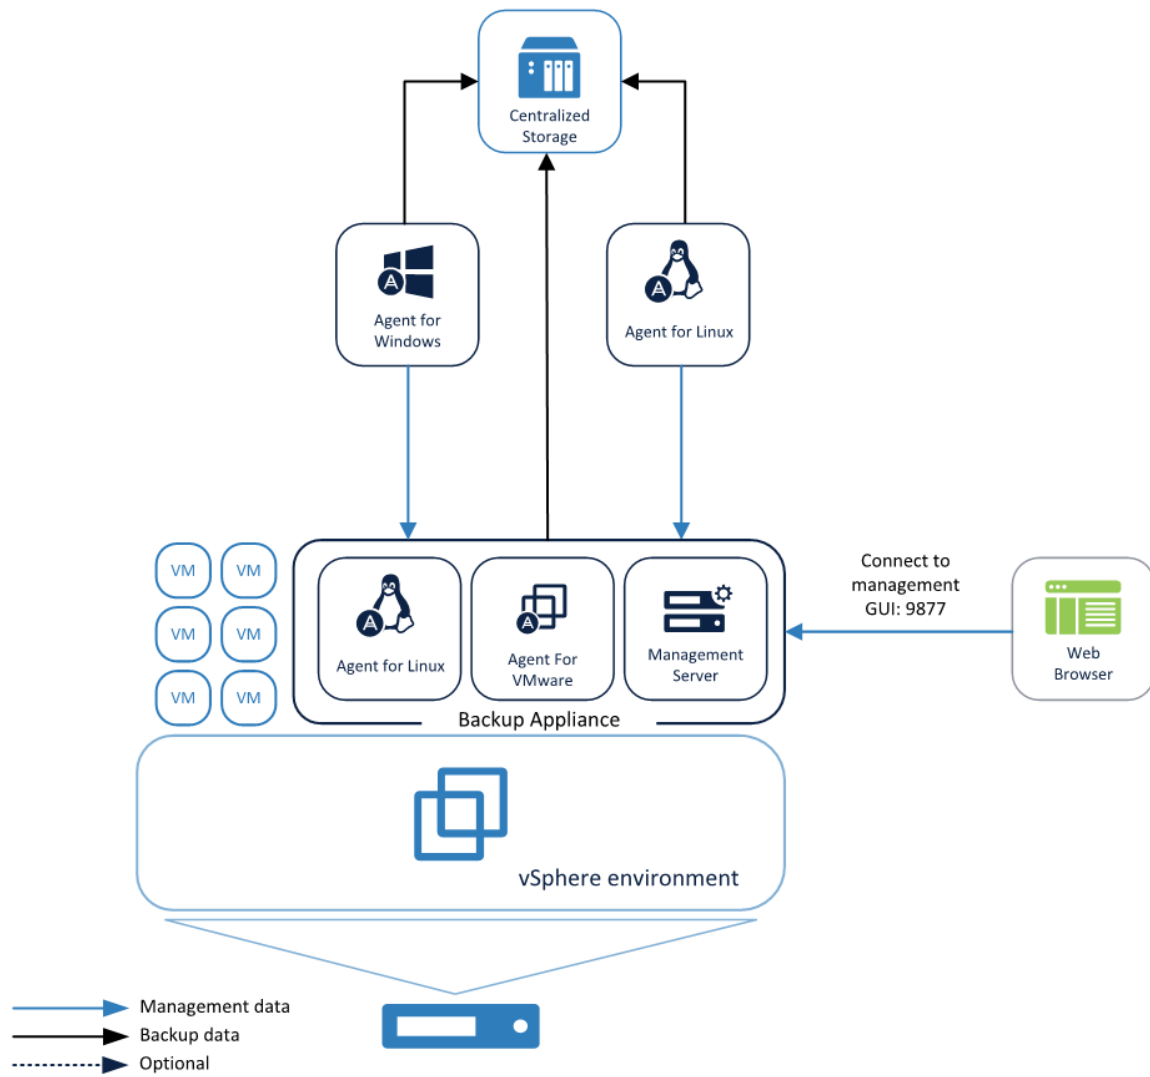 Centralized
Storage
Agent for
Windows
Agent for Linux
VM
VM
VM
VM
VM
VM
Agent for Linux
Agent For
VMware
Management
Server
Backup Appliance
Connect to
management
GUI: 9877
Web
Browser
vSphere environment
Management data
Backup data
Optional